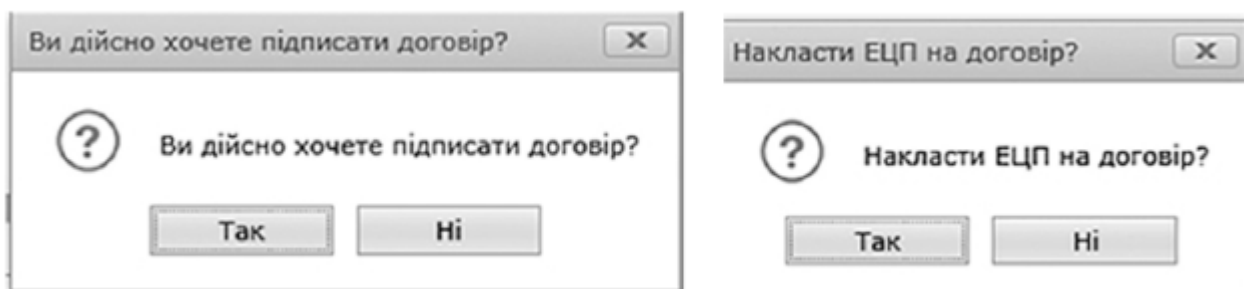 Ви дійсно хочете підписати договір?
Ви дійсно хочете підписати договір?
Так Ні
Накласти ЕЦП на договір?
Накласти ЕЦП на договір?
Так Ні